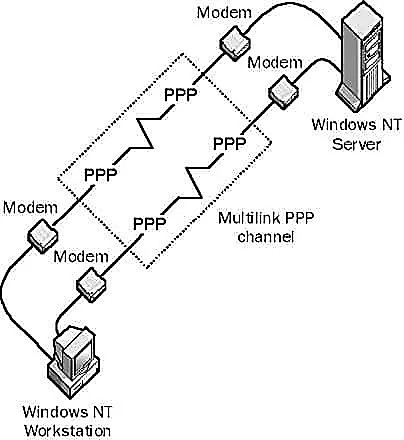 Modem
Modem
Windows NT
Server
PPP
PPP
PPP
PPP
Modem
Multilink PPP
channel
Modem
Windows NT
Workstation